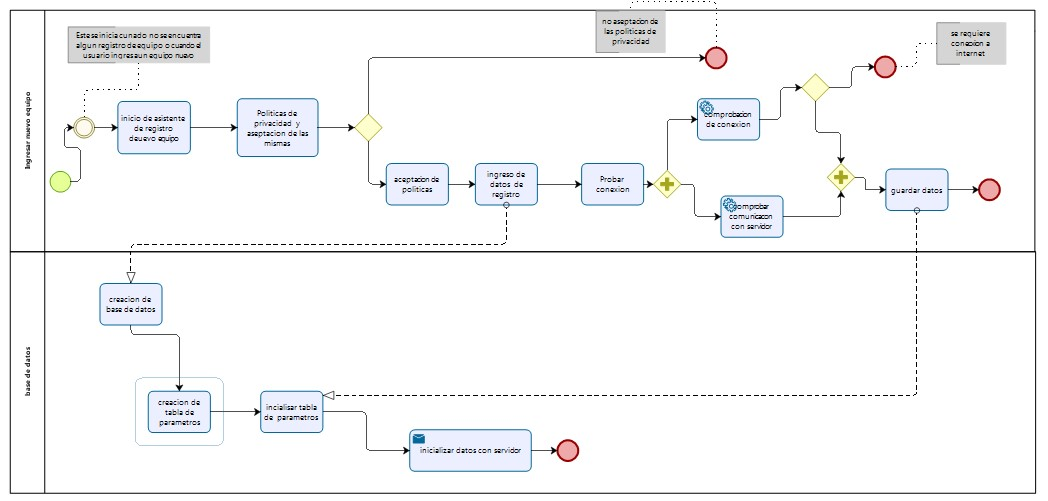 Ingresar nuevo equipo
Este se inicia cunado no se encuentra
algun registro de equipo o cuando el
usuario ingresa un equipo nuevo
inicio de asistente
de registro
deuevo equipo
Politicas de
privacidad y
aseptacion de las
mismas
no aseptacion de
las politicas de
privacidad
aceptacion de
politicas
ingreso de
datos de
registro
Probar
conexion
comprobacion
de conexion
comprobar
comunicacon
con servidor
se requiere
conexion a
internet
guardar datos
base de datos
creacion de
base de datos
creacion de
tabla de
parametros
incialisar tabla
de parametros
inicializar datos con servidor